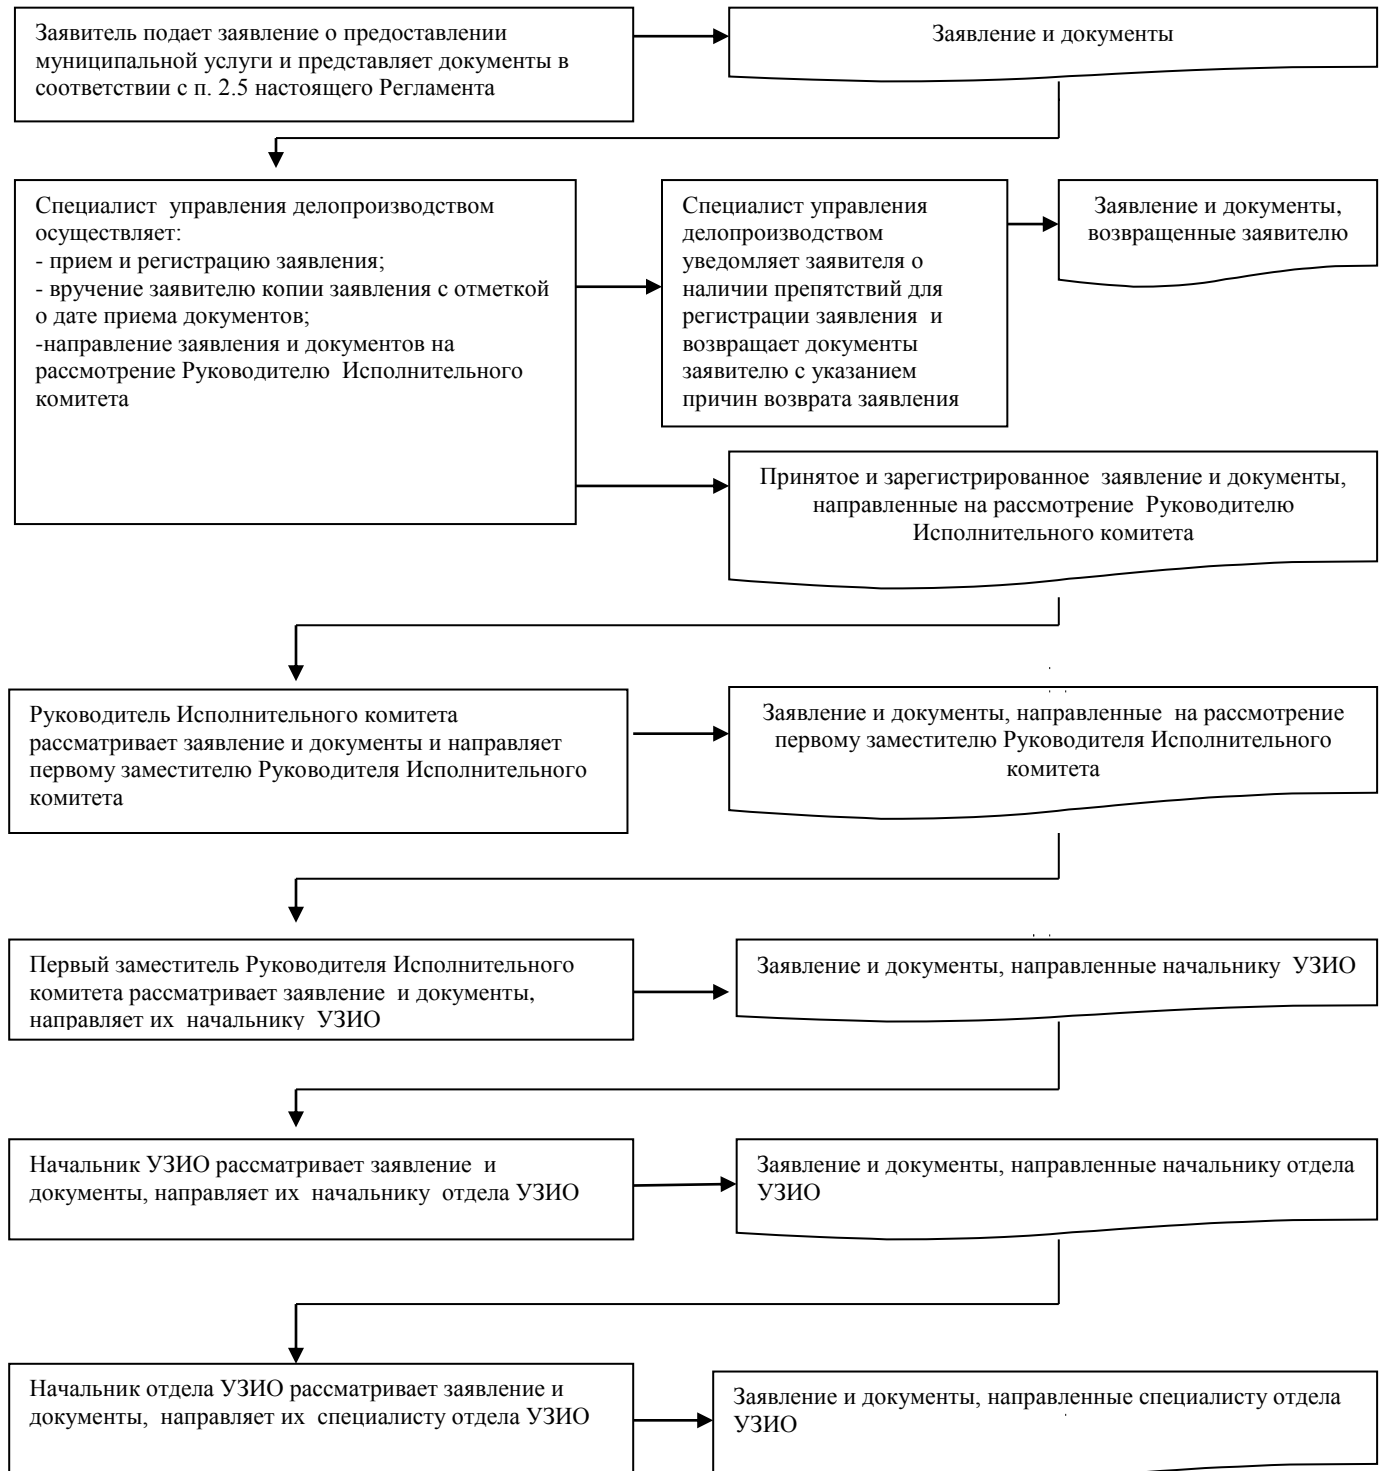 Заявитель подает заявление о предоставлении
муниципальной услуги и представляет документы в
соответствии с п. 2.5 настоящего Регламента
Заявление и документы
Специалист  управления делопроизводством
осуществляет:
- прием и регистрацию заявления;
- вручение заявителю копии заявления с отметкой
о дате приема документов;
-направление заявления и документов на
рассмотрение Руководителю  Исполнительного
комитета
Специалист управления
делопроизводством
уведомляет заявителя о
наличии препятствий для
регистрации заявления  и
возвращает документы
заявителю с указанием
причин возврата заявления
Заявление и документы,
возвращенные заявителю
Принятое и зарегистрированное  заявление и документы,
направленные на рассмотрение  Руководителю
Исполнительного комитета
Руководитель Исполнительного комитета
рассматривает заявление и документы и направляет
первому заместителю Руководителя Исполнительного
комитета
Заявление и документы, направленные  на рассмотрение
первому заместителю Руководителя Исполнительного
комитета
Первый заместитель Руководителя Исполнительного
комитета рассматривает заявление  и документы,
направляет их  начальнику  УЗИО
Заявление и документы, направленные начальнику  УЗИО
Начальник УЗИО рассматривает заявление  и
документы, направляет их  начальнику  отдела УЗИО
Заявление и документы, направленные начальнику отдела
УЗИО
Начальник отдела УЗИО рассматривает заявление и
документы,  направляет их  специалисту отдела УЗИО
Заявление и документы, направленные специалисту отдела
УЗИО